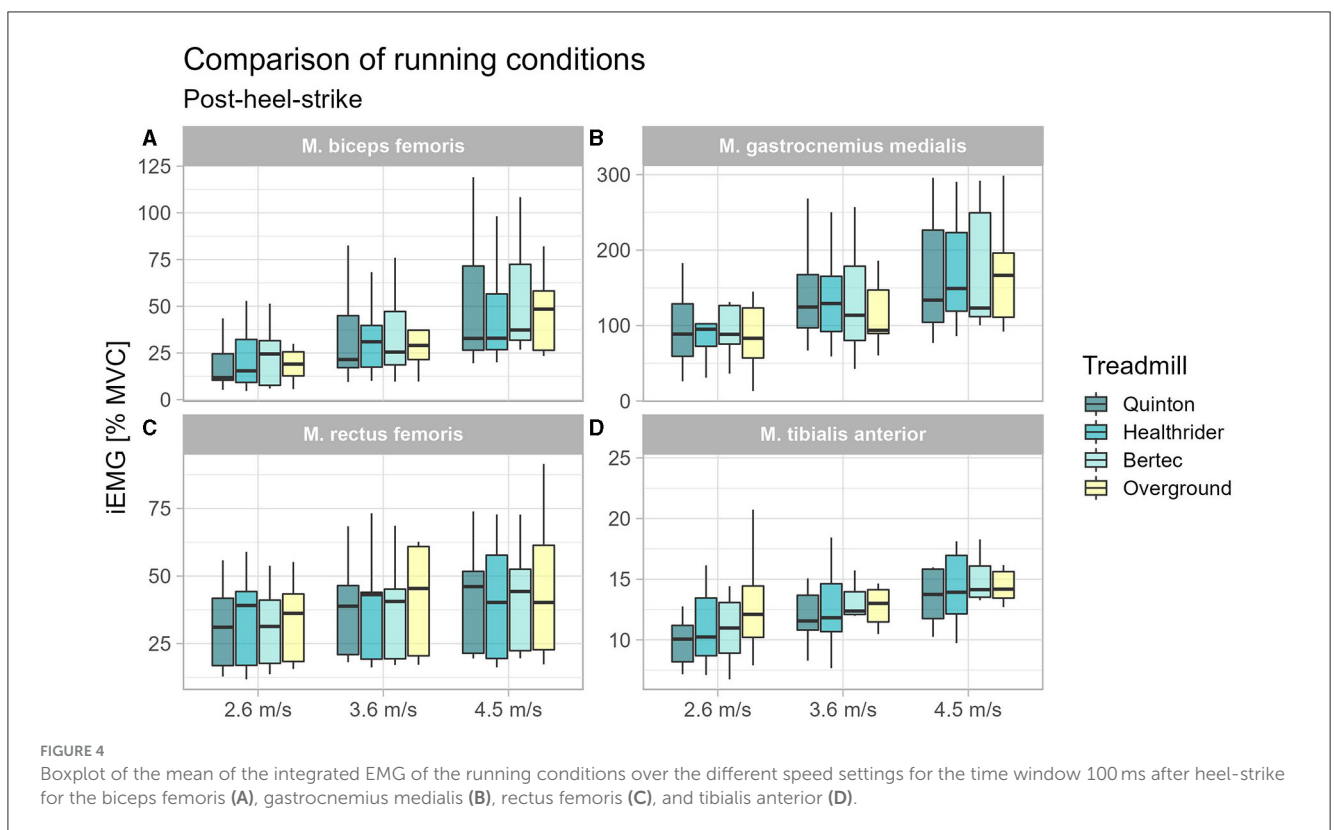 Comparison of running conditions
Post-heel-strike
A
M. biceps femoris
B
M. gastrocnemius medialis
125
100
75
50
25
0
300
200
100
0
iEMG [% MVC]
C
M. rectus femoris
D
M. tibialis anterior
75
50
25
25
20
15
10
2.6 m/s
3.6 m/s
4.5 m/s
2.6 m/s
3.6 m/s
4.5 m/s
Treadmill
Quinton
Healthrider
Bertec
Overground
FIGURE 4
Boxplot of the mean of the integrated EMG of the running conditions over the different speed settings for the time window 100 ms after heel-strike
for the biceps femoris (A), gastrocnemius medialis (B), rectus femoris (C), and tibialis anterior (D).